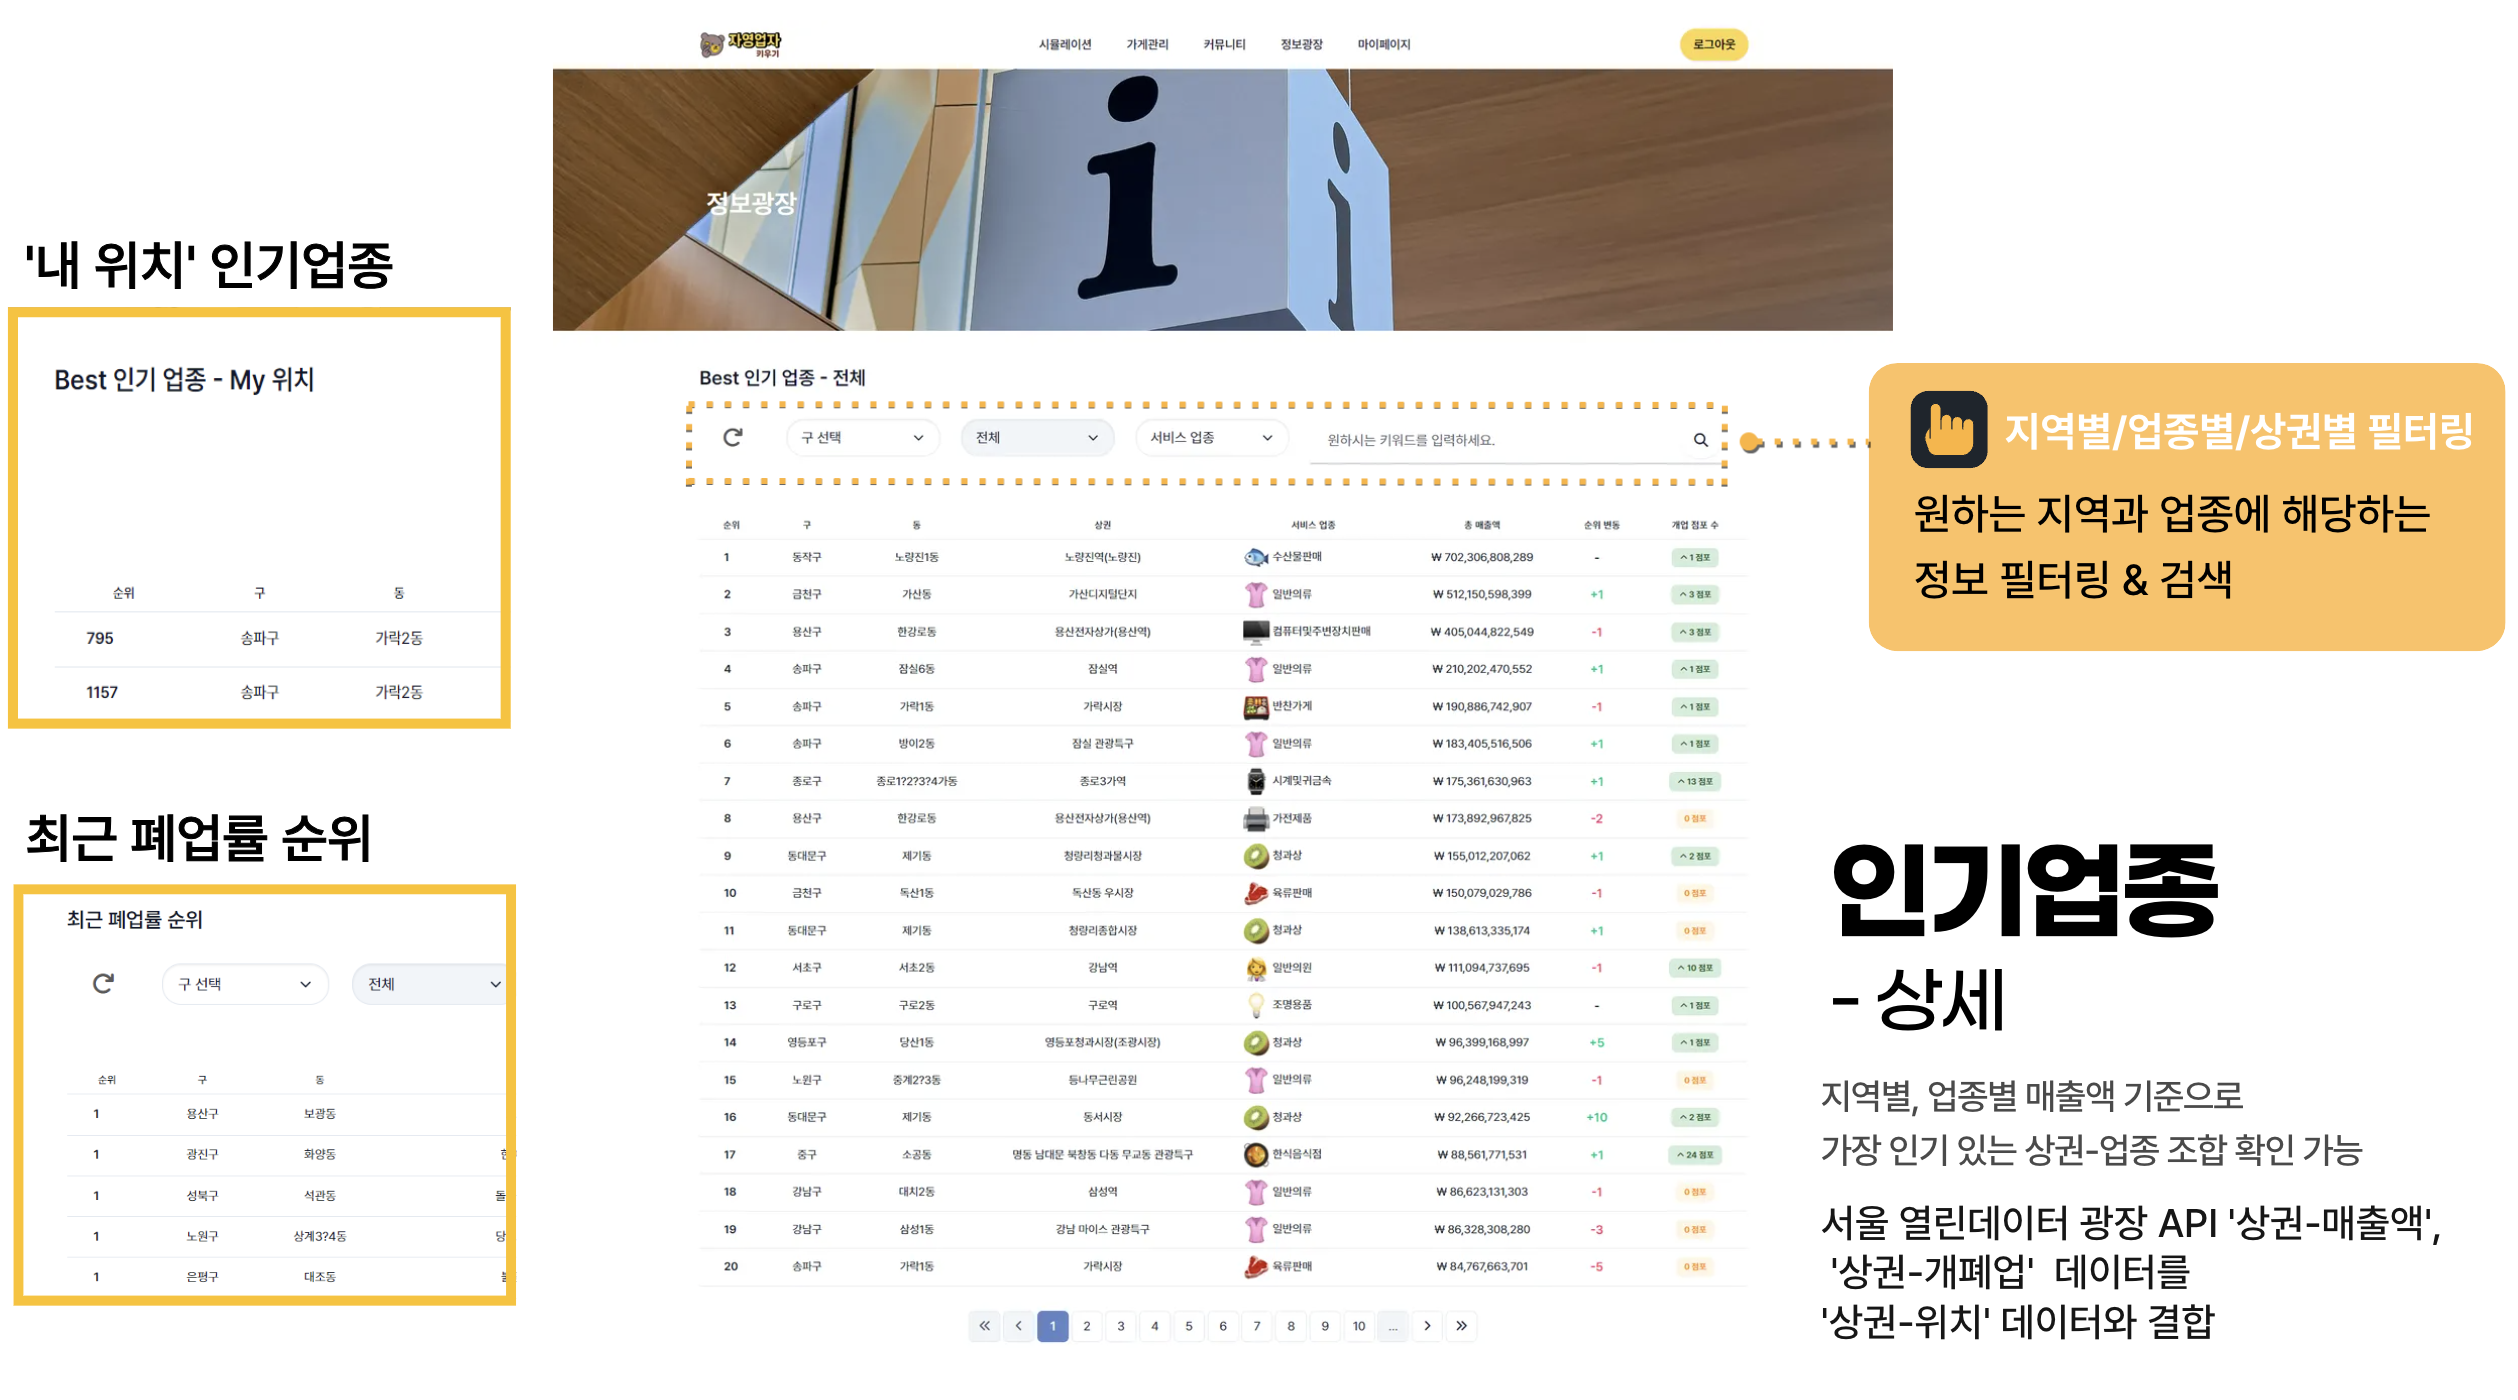 자영업자
키우기
시뮬레이션 가게관리 커뮤니티 정보광장 마이페이지 로그아웃
i i
정보광장
'내 위치' 인기업종
Best 인기 업종 - My 위치
순위 구 동
795 송파구 가락2동
1157 송파구 가락2동
최근 폐업률 순위
최근 폐업률 순위
구 선택 전체
순위 구 동
1 용산구 보광동
1 광진구 화양동
1 성북구 석관동 돌
1 노원구 상계3?4동 당
1 은평구 대조동
Best 인기 업종 - 전체
구 선택 전체 서비스 업종 원하시는 키워드를 입력하세요.
순위 구 동 상권 서비스 업종 총 매출액 순위 변동 개업 점포 수
1 동작구 노량진1동 노량진역(노량진) 수산물판매 ₩ 702,306,808,289 - ^ 1 점포
2 금천구 가산동 가산디지털단지 일반의류 ₩ 512,150,598,399 +1 ^ 3 점포
3 용산구 한강로동 용산전자상가(용산역) 컴퓨터및주변장치판매 ₩ 405,044,822,549 -1 ^ 3 점포
4 송파구 잠실6동 잠실역 일반의류 ₩ 210,202,470,552 +1 ^ 1 점포
5 송파구 가락1동 가락시장 반찬가게 ₩ 190,886,742,907 -1 ^ 1 점포
6 송파구 방이2동 잠실 관광특구 일반의류 ₩ 183,405,516,506 +1 ^ 1 점포
7 종로구 종로1?2?3?4가동 종로3가역 시계및귀금속 ₩ 175,361,630,963 +1 ^ 13 점포
8 용산구 한강로동 용산전자상가(용산역) 가전제품 ₩ 173,892,967,825 -2 0 점포
9 동대문구 제기동 청량리청과물시장 청과상 ₩ 155,012,207,062 +1 ^ 2 점포
10 금천구 독산1동 독산동 우시장 육류판매 ₩ 150,079,029,786 -1 0 점포
11 동대문구 제기동 청량리종합시장 청과상 ₩ 138,613,335,174 +1 0 점포
12 서초구 서초2동 강남역 일반의원 ₩ 111,094,737,695 -1 ^ 10 점포
13 구로구 구로2동 구로역 조명용품 ₩ 100,567,947,243 - ^ 1 점포
14 영등포구 당산1동 영등포청과시장(조광시장) 청과상 ₩ 96,399,168,997 +5 ^ 1 점포
15 노원구 중계2?3동 등나무근린공원 일반의류 ₩ 96,248,199,319 -1 0 점포
16 동대문구 제기동 동서시장 청과상 ₩ 92,266,723,425 +10 ^ 2 점포
17 중구 소공동 명동 남대문 북창동 다동 무교동 관광특구 한식음식점 ₩ 88,561,771,531 +1 ^ 24 점포
18 강남구 대치2동 삼성역 일반의류 ₩ 86,623,131,303 -1 0 점포
19 강남구 삼성1동 강남 마이스 관광특구 일반의류 ₩ 86,328,308,280 -3 0 점포
20 송파구 가락1동 가락시장 육류판매 ₩ 84,767,663,701 -5 0 점포
« ‹ 1 2 3 4 5 6 7 8 9 10 ... › »
지역별/업종별/상권별 필터링
원하는 지역과 업종에 해당하는
정보 필터링 & 검색
인기업종
- 상세
지역별, 업종별 매출액 기준으로
가장 인기 있는 상권-업종 조합 확인 가능
서울 열린데이터 광장 API '상권-매출액',
'상권-개폐업' 데이터를
'상권-위치' 데이터와 결합